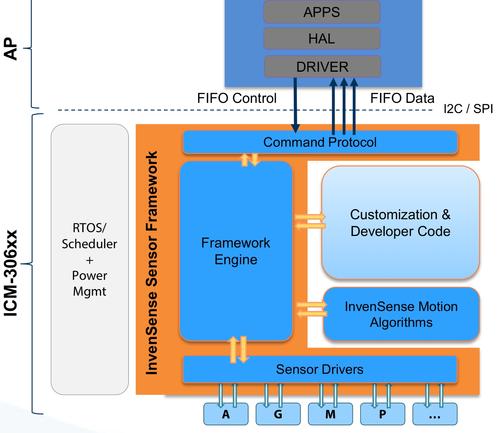 AP
APPS
HAL
DRIVER
FIFO Control
FIFO Data
I2C / SPI
ICM-306xx
RTOS/
Scheduler
+
Power
Mgmt
InvenSense Sensor Framework
Command Protocol
Framework
Engine
Customization &
Developer Code
InvenSense Motion
Algorithms
Sensor Drivers
A
G
M
P
...